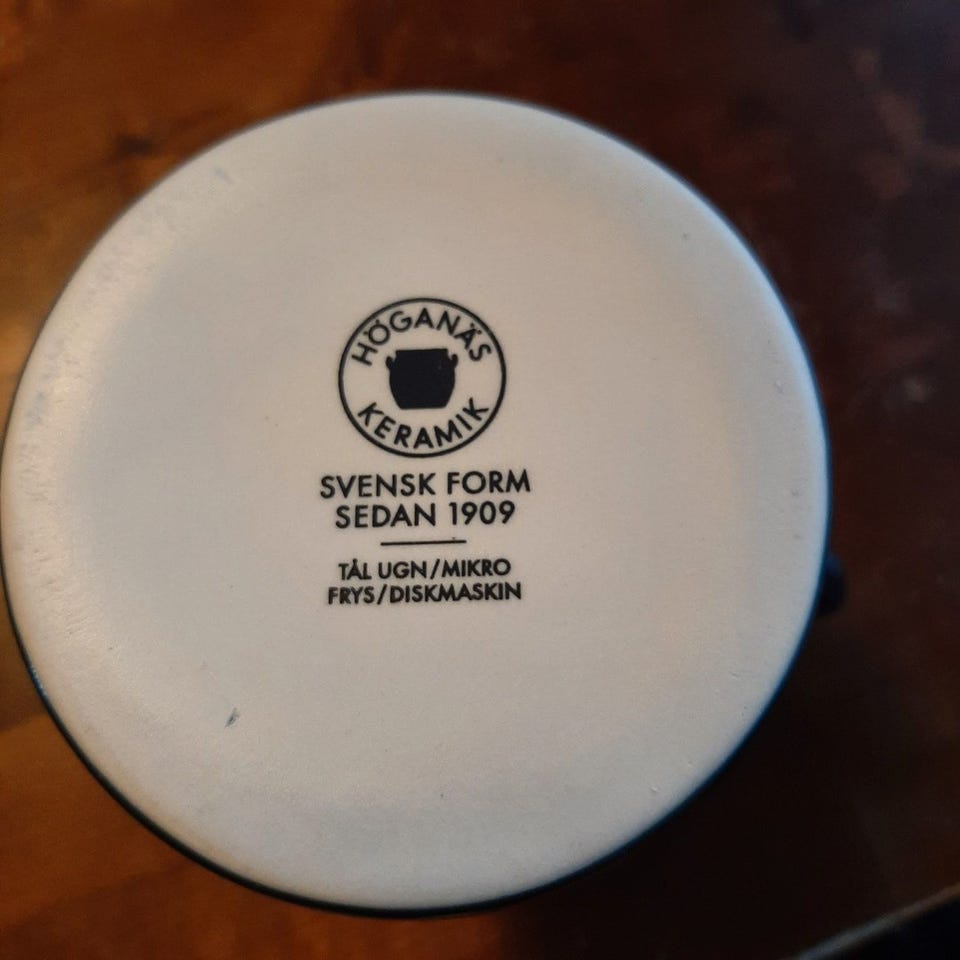 HÖGANÄS
KERAMIK
SVENSK FORM
SEDAN 1909
TÅL UGN/MIKRO
FRYS/DISKMASKIN